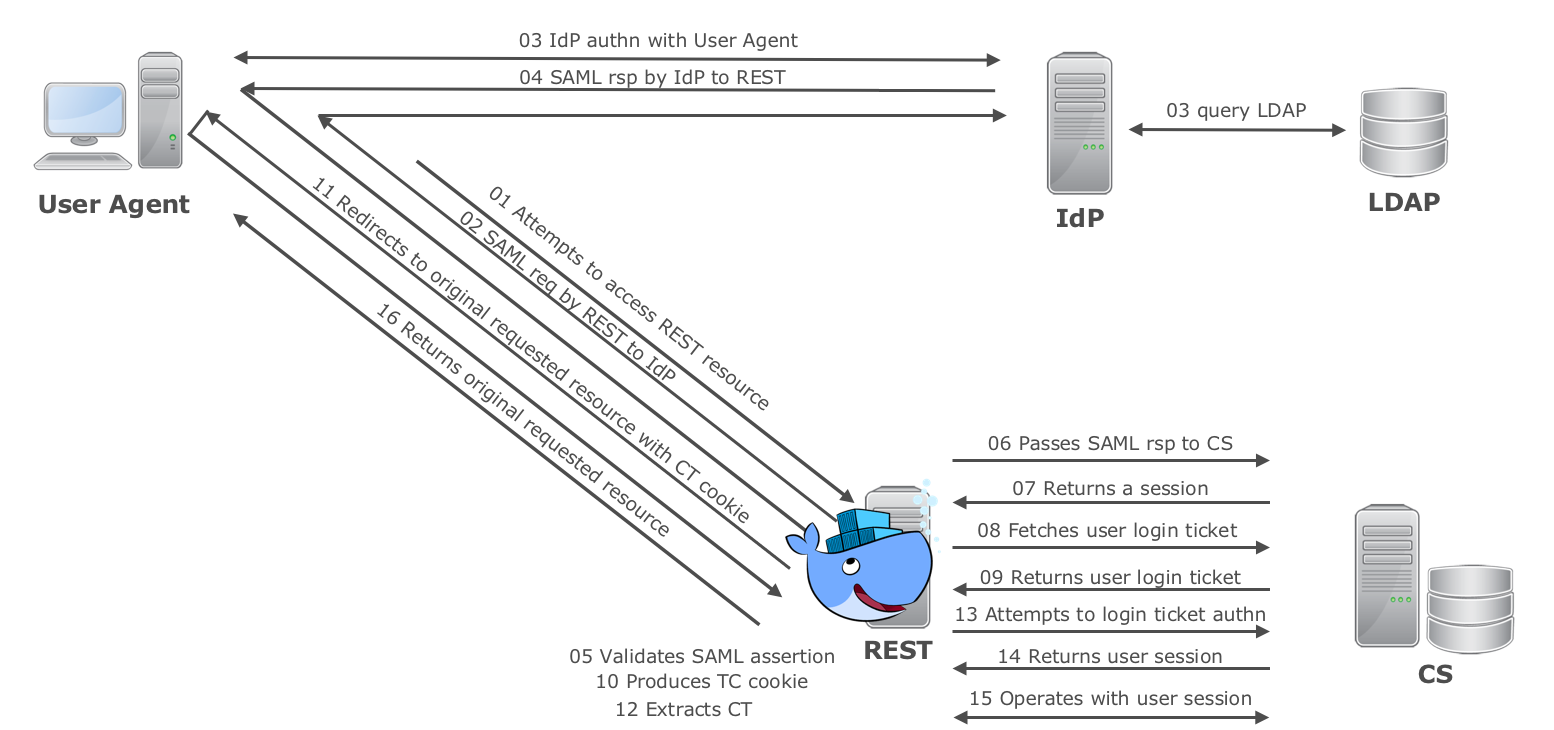 03 IdP authn with User Agent
04 SAML rsp by IdP to REST
03 query LDAP
User Agent
IdP
LDAP
01 Attempts to access REST resource
02 SAML req by REST to IdP
11 Redirects to original requested resource with CT cookie
16 Returns original requested resource
06 Passes SAML rsp to CS
07 Returns a session
08 Fetches user login ticket
09 Returns user login ticket
13 Attempts to login ticket authn
14 Returns user session
15 Operates with user session
REST
CS
05 Validates SAML assertion
10 Produces TC cookie
12 Extracts CT